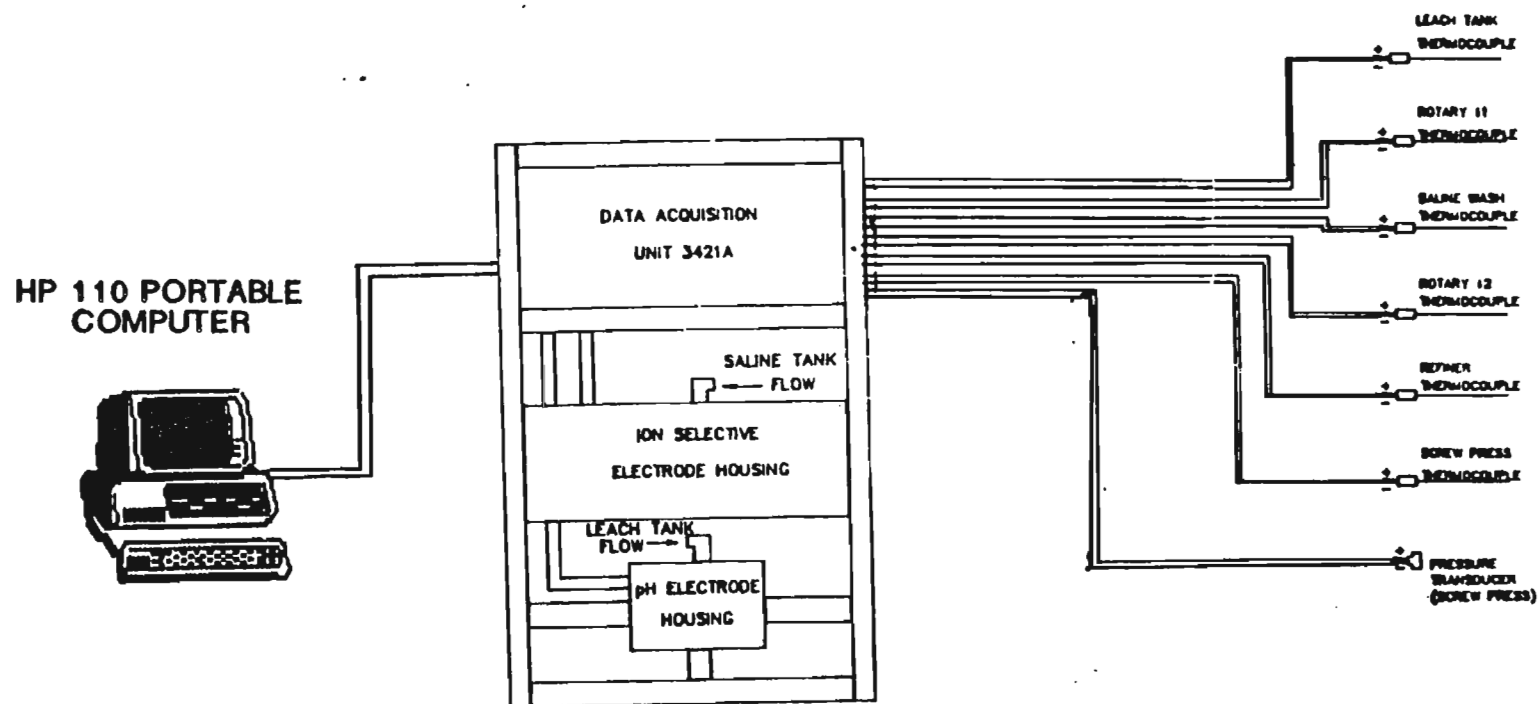 LEACH TANK
THERMOCOUPLE
ROTARY #1
THERMOCOUPLE
SALINE WASH
THERMOCOUPLE
DATA ACQUISITION
UNIT 3421A
HP 110 PORTABLE
COMPUTER
ROTARY #2
THERMOCOUPLE
SALINE TANK
FLOW
REFINER
THERMOCOUPLE
ION SELECTIVE
ELECTRODE HOUSING
SCREW PRESS
THERMOCOUPLE
LEACH TANK
FLOW
pH ELECTRODE
HOUSING
PRESSURE
TRANSDUCER
(SCREW PRESS)